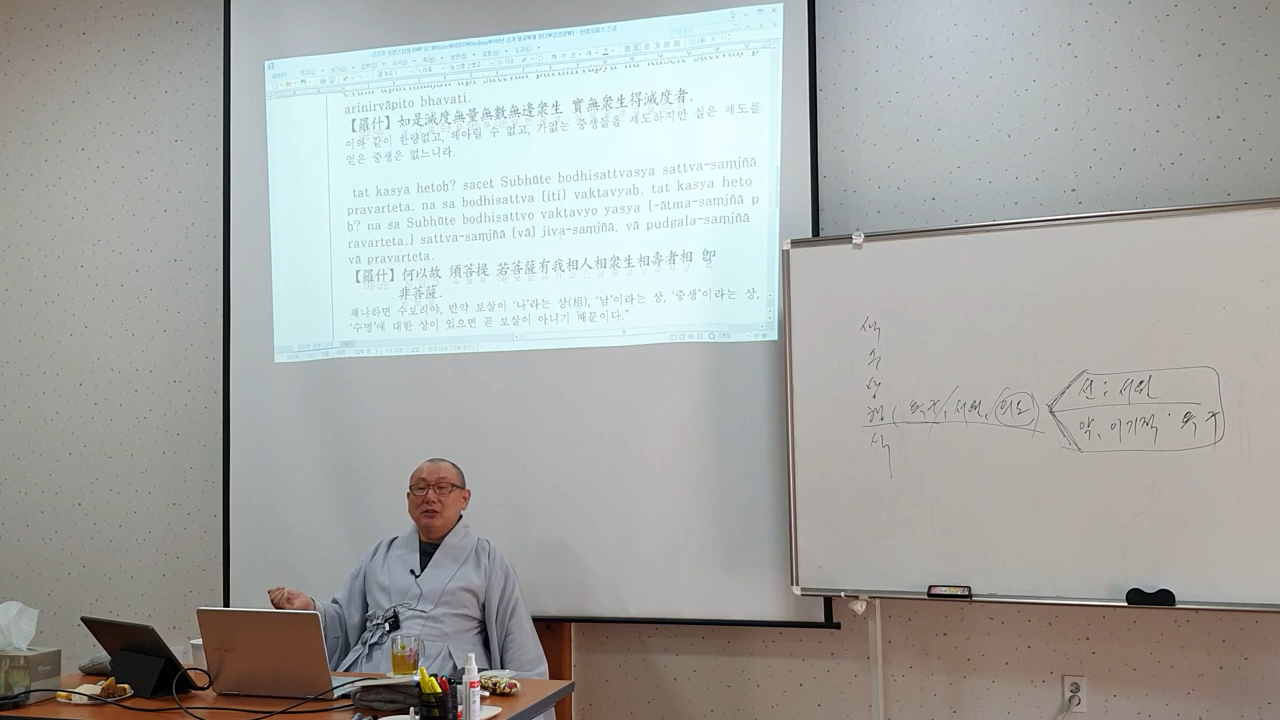 arinirvāpito bhavati.
【羅什】如是滅度無量無數無邊衆生 實無衆生得滅度者.
이와 같이 한량없고, 헤아릴 수 없고, 가없는 중생들을 제도하지만 실은 제도를
얻은 중생은 없느니라.
tat kasya hetoḥ? sacet Subhūte bodhisattvasya sattva-saṃjñā
pravarteta, na sa bodhisattva (iti) vaktavyaḥ. tat kasya heto
ḥ? na sa Subhūte bodhisattvo vaktavyo yasya (-ātma-saṃjñā p
ravarteta,) sattva-saṃjñā (vā) jīva-saṃjñā, vā pudgala-saṃjñā
vā pravarteta.
【羅什】何以故 須菩提 若菩薩有我相人相衆生相壽者相 卽
非菩薩.
왜냐하면 수보리야, 만약 보살이 '나'라는 상(相), '남'이라는 상, '중생'이라는 상,
'수명'에 대한 상이 있으면 곧 보살이 아니기 때문이다."
색
수
상
행 ( 욕구, 서원, 의도)
식
선: 서원
악, 이기적 욕구